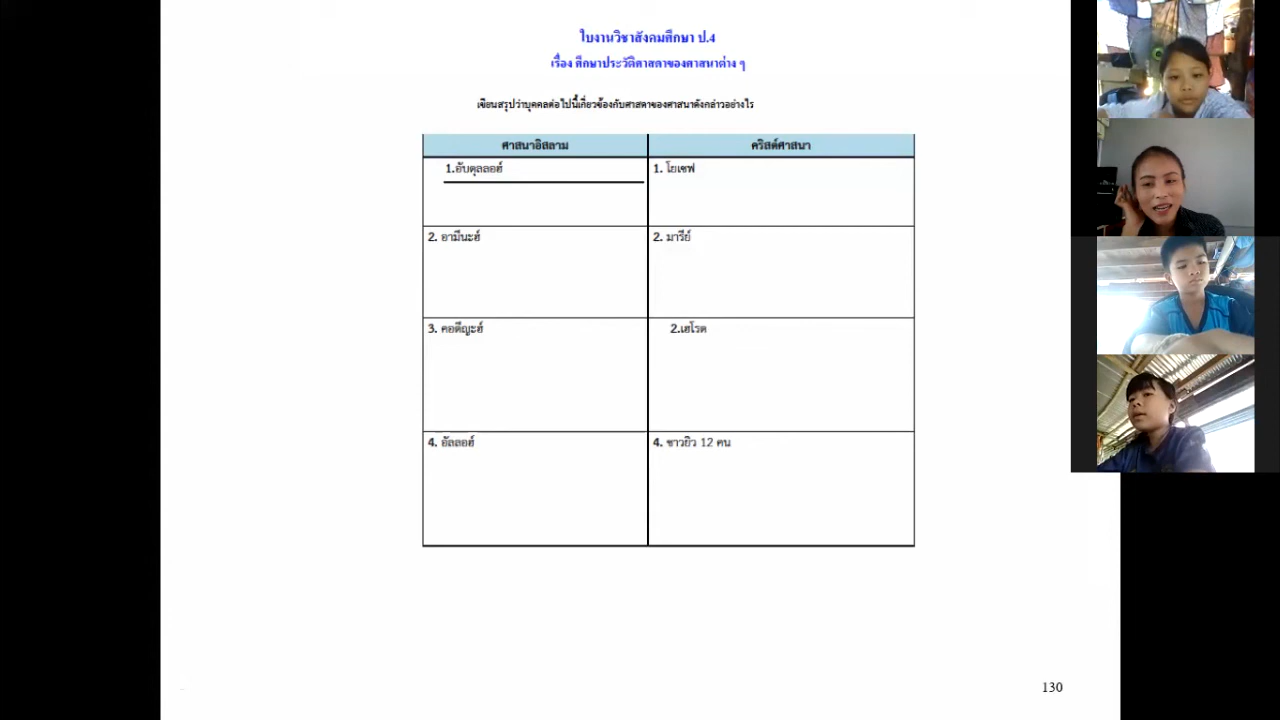 ใบงานวิชาสังคมศึกษา ป.4
เรื่อง ศึกษาประวัติศาสดาของศาสนาต่าง ๆ
เขียนสรุปว่าบุคคลต่อไปนี้เกี่ยวข้องกับศาสดาของศาสนาดังกล่าวอย่างไร
ศาสนาอิสลาม
คริสต์ศาสนา
1.อับดุลลอฮ์
1. โยเซฟ
2. อามีนะฮ์
2. มารีย์
3. คอดีญะฮ์
2.เฮโรด
4. อัลลอฮ์
4. ชาวยิว 12 คน
130